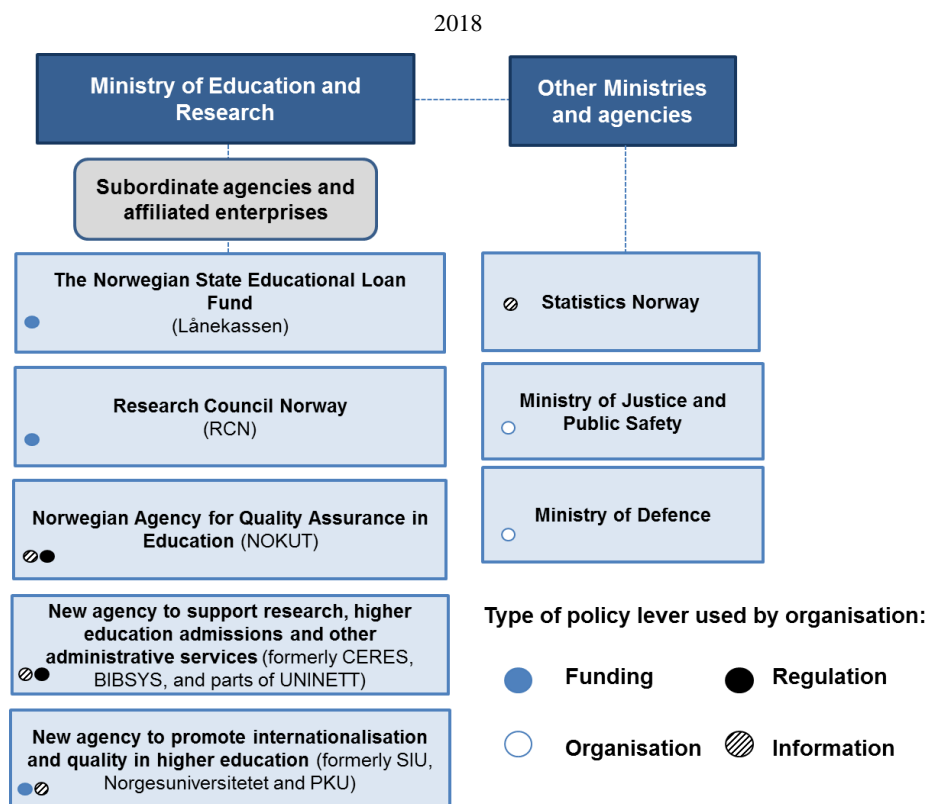 2018
Ministry of Education and
Research
Other Ministries
and agencies
Subordinate agencies and
affiliated enterprises
The Norwegian State Educational Loan
Fund
(Lånekassen)
Research Council Norway
(RCN)
Norwegian Agency for Quality Assurance in
Education (NOKUT)
New agency to support research, higher
education admissions and other
administrative services (formerly CERES,
BIBSYS, and parts of UNINETT)
New agency to promote internationalisation
and quality in higher education (formerly SIU,
Norgesuniversitetet and PKU)
Statistics Norway
Ministry of Justice and
Public Safety
Ministry of Defence
Type of policy lever used by organisation:
Funding
Regulation
Organisation
Information